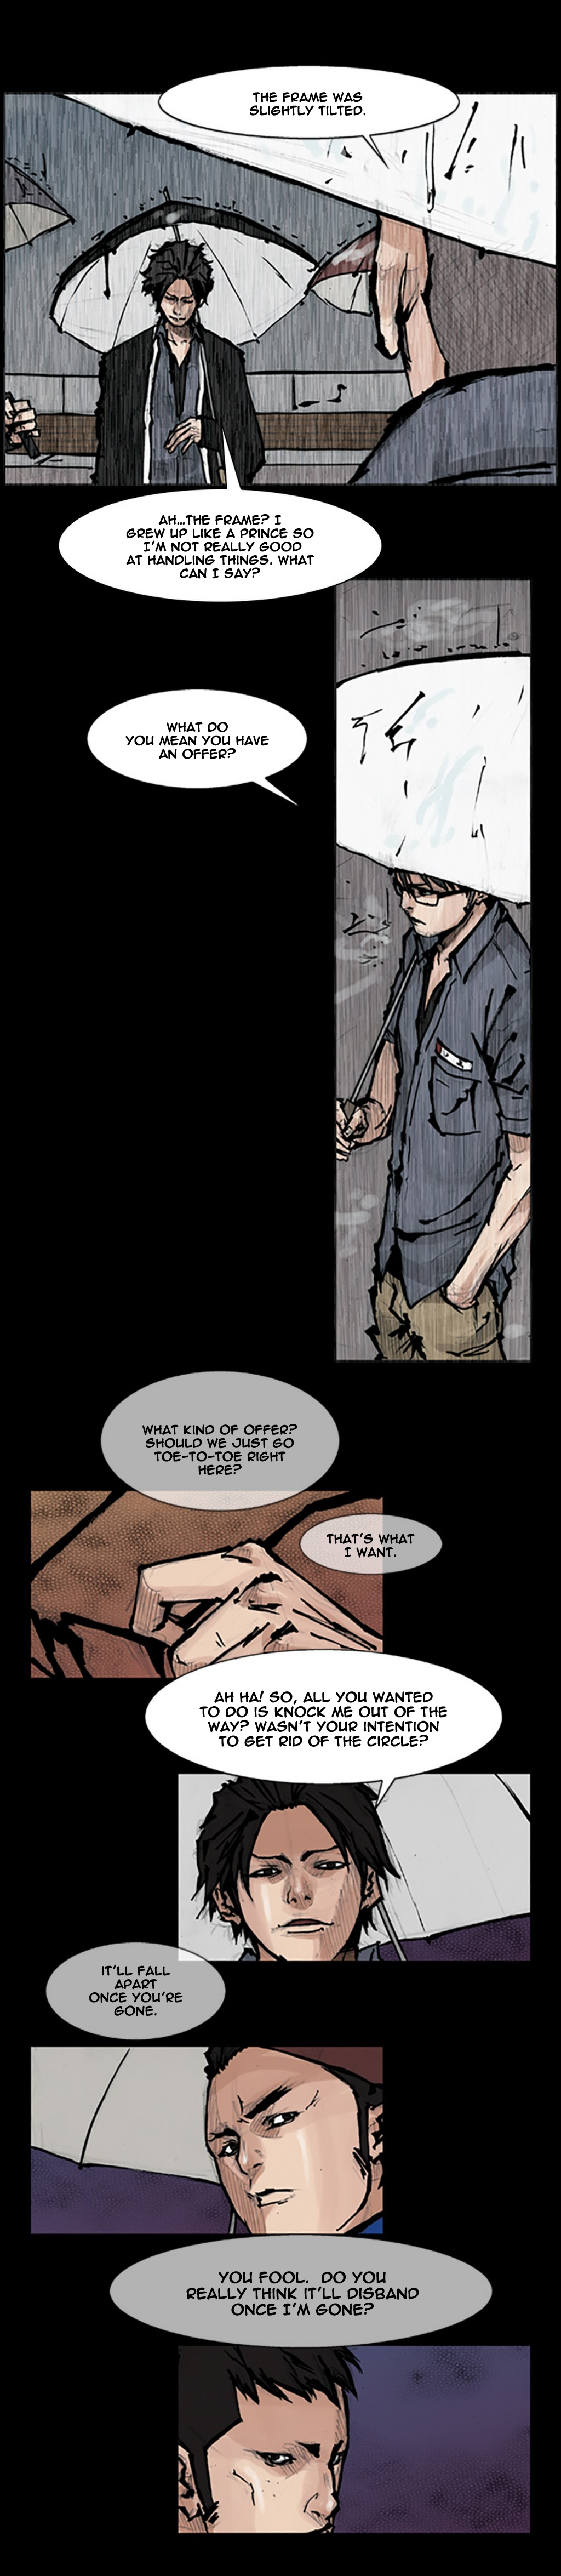 THE FRAME WAS
SLIGHTLY TILTED.
AH...THE FRAME? I
GREW UP LIKE A PRINCE SO
I'M NOT REALLY GOOD
AT HANDLING THINGS. WHAT
CAN I SAY?
WHAT DO
YOU MEAN YOU HAVE
AN OFFER?
WHAT KIND OF OFFER?
SHOULD WE JUST GO
TOE-TO-TOE RIGHT
HERE?
THAT'S WHAT
I WANT.
AH HA! SO, ALL YOU WANTED
TO DO IS KNOCK ME OUT OF THE
WAY? WASN'T YOUR INTENTION
TO GET RID OF THE CIRCLE?
IT'LL FALL
APART
ONCE YOU'RE
GONE.
YOU FOOL. DO YOU
REALLY THINK IT'LL DISBAND
ONCE I'M GONE?